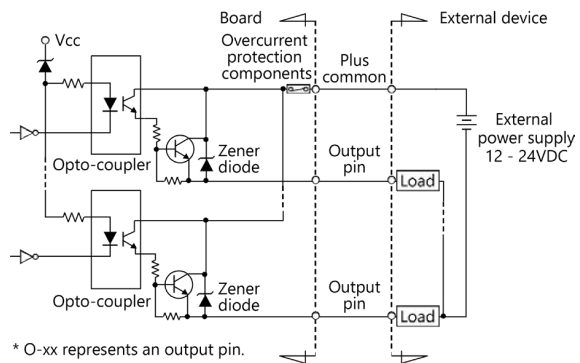 Board
External device
Vcc
Overcurrent
protection
components
Plus
common
External
power supply
12 - 24VDC
Opto-coupler
Zener
diode
Output
pin
Load
Opto-coupler
Zener
diode
Output
pin
Load
* O-xx represents an output pin.